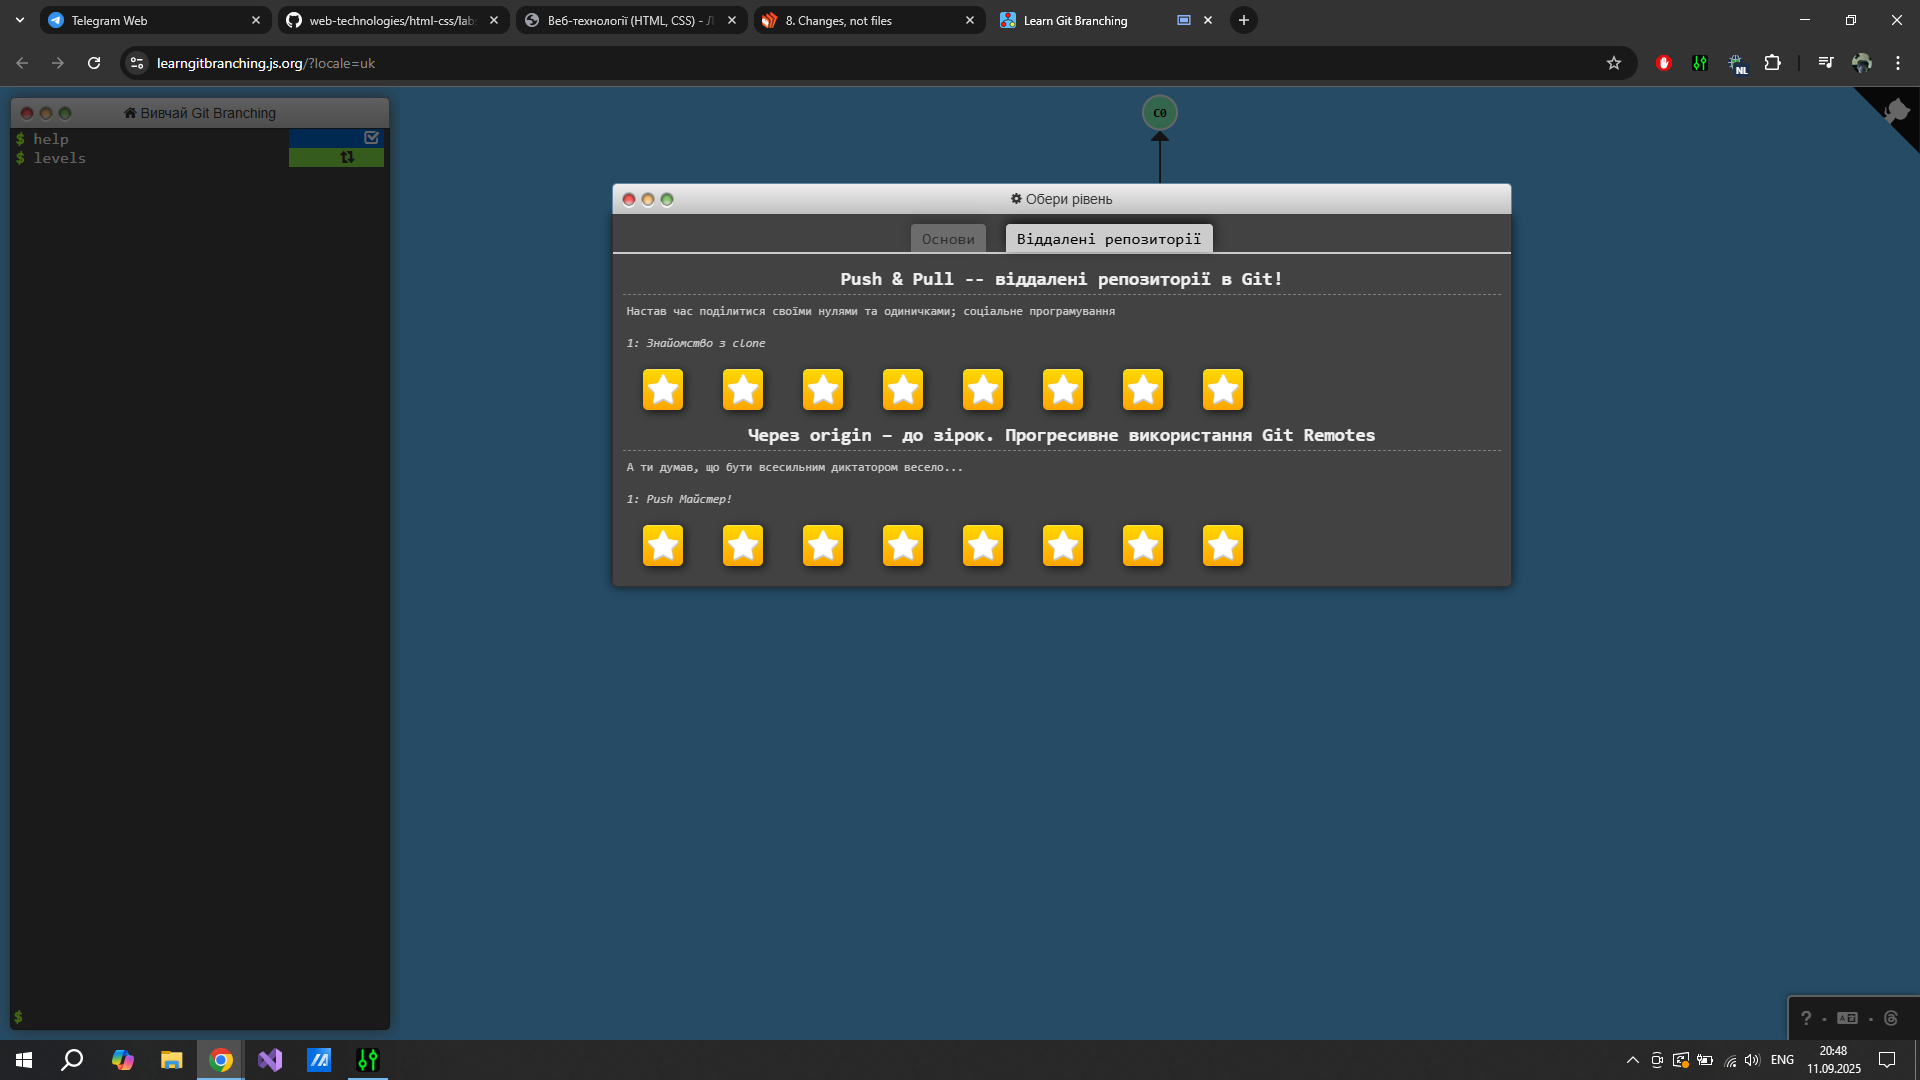 Telegram Web
web-technologies/html-css/lab
Веб-технології (HTML, CSS) - Л
8. Changes, not files
Learn Git Branching
learngitbranching.js.org/?locale=uk
NL
Вивчай Git Branching
$ help
$ levels
$
C0
Обери рівень
Основи
Віддалені репозиторії
Push & Pull -- віддалені репозиторії в Git!
Настав час поділитися своїми нулями та одиничками; соціальне програмування
1: Знайомство з clone
Через origin – до зірок. Прогресивне використання Git Remotes
А ти думав, що бути всесильним диктатором весело...
1: Push Майстер!
?
ENG
20:48
11.09.2025